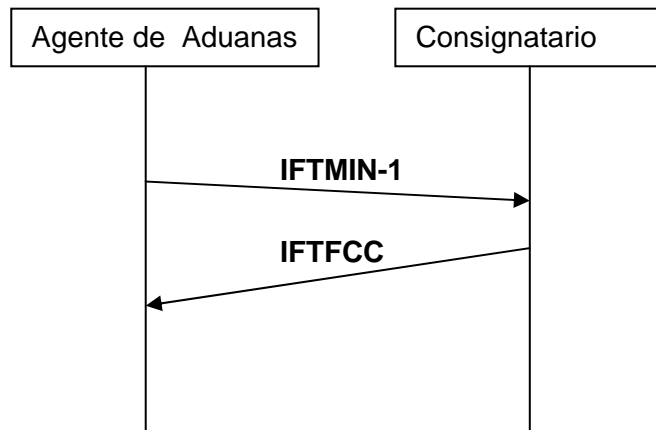 Agente de Aduanas
Consignatario
IFTMIN-1
IFTFCC